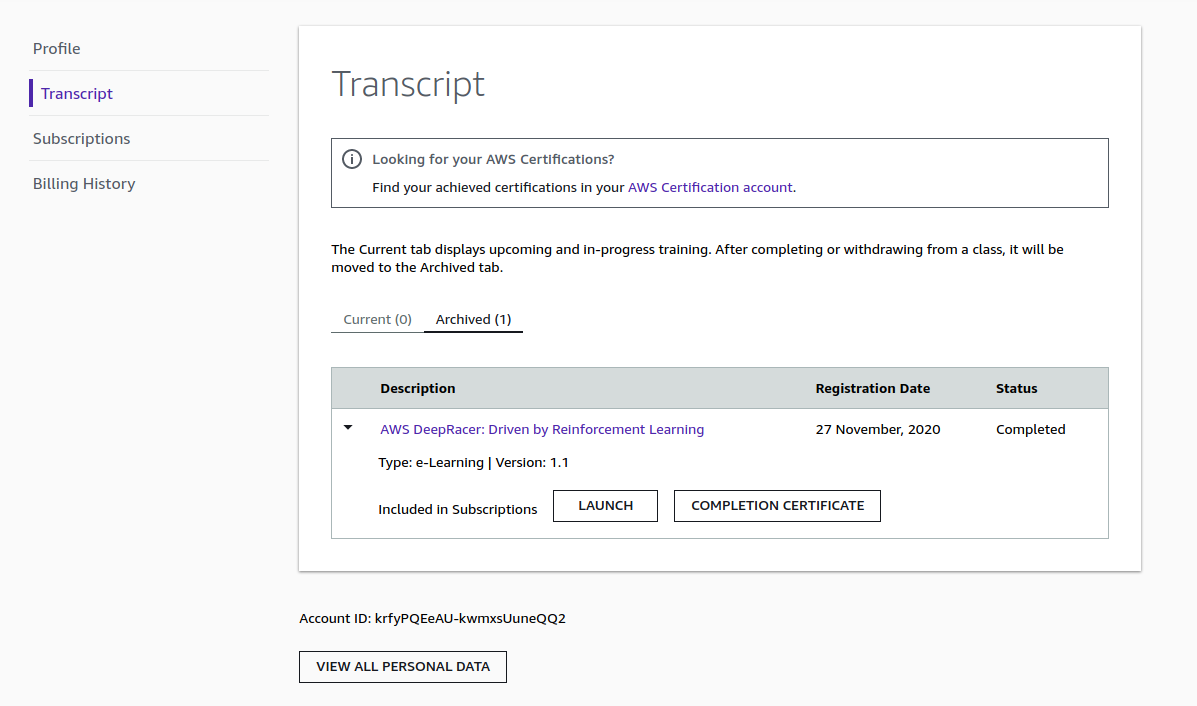 Profile
Transcript
Subscriptions
Billing History
Transcript
Looking for your AWS Certifications?
Find your achieved certifications in your AWS Certification account.
The Current tab displays upcoming and in-progress training. After completing or withdrawing from a class, it will be
moved to the Archived tab.
Current (0) Archived (1)
Description Registration Date Status
AWS DeepRacer: Driven by Reinforcement Learning 27 November, 2020 Completed
Type: e-Learning | Version: 1.1
Included in Subscriptions LAUNCH COMPLETION CERTIFICATE
Account ID: krfyPQEeAU-kwmxsUuneQQ2
VIEW ALL PERSONAL DATA